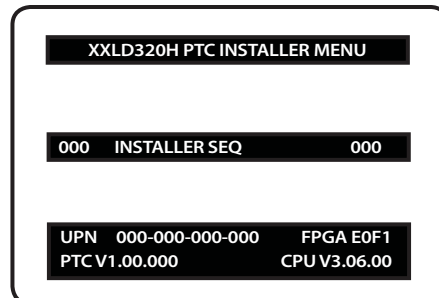 XXLD320H PTC INSTALLER MENU
000 INSTALLER SEQ 000
UPN 000-000-000-000 FPGA E0F1
PTC V1.00.000 CPU V3.06.00